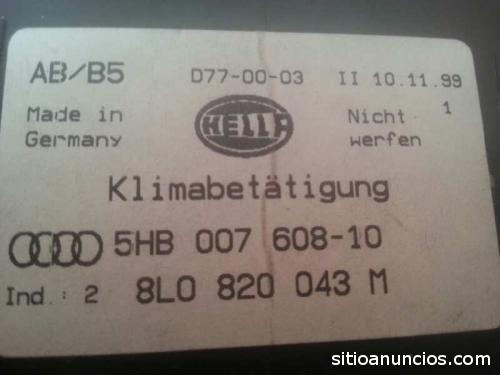 AB/B5 D77-00-03 II 10.11.99
Made in Germany
HELLA
Nicht werfen 1
Klimabetätigung
5HB 007 608-10
Ind.: 2 8L0 820 043 M
sitioanuncios.com